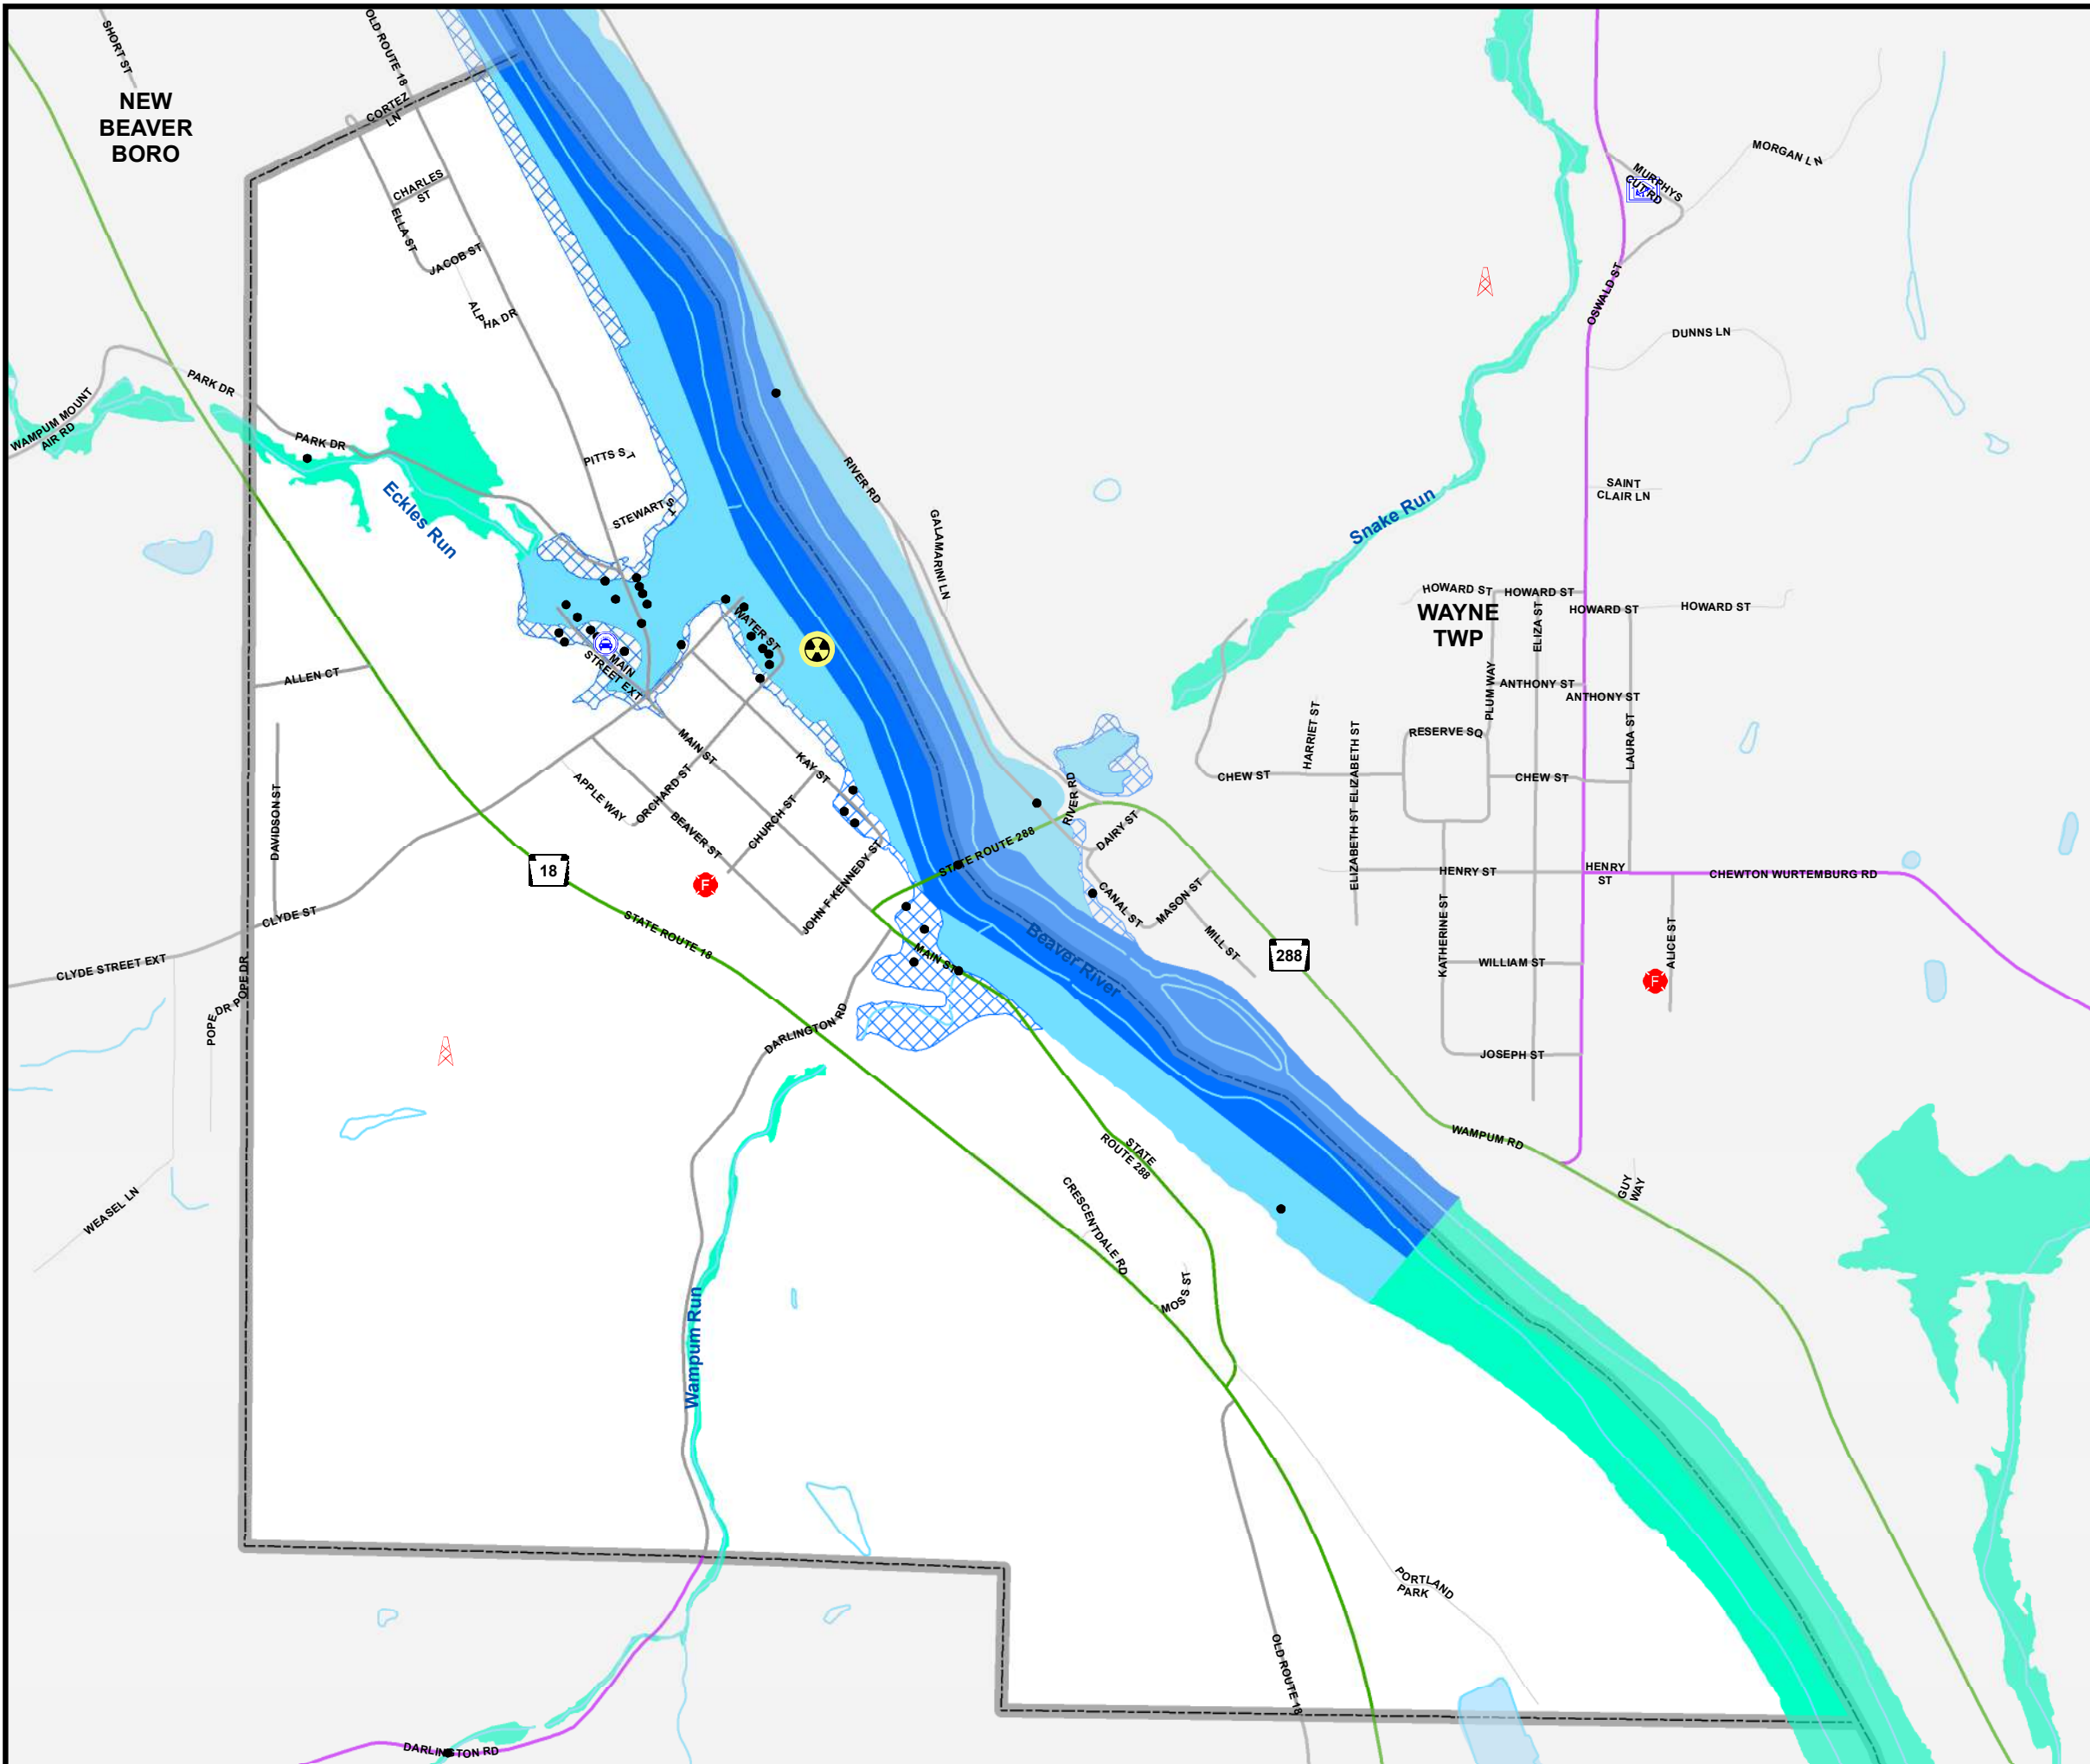 SHORT ST
OLD ROUTE 18
NEW
BEAVER
BORO
CORTEZ
LN
CHARLES
ST
ELLA ST
JACOB ST
ALPHA DR
MORGAN LN
MURPHYS
CUT RD
OSWALD ST
DUNNS LN
PARK DR
WAMPUM MOUNT
AIR RD
PARK DR
PITTS ST
STEWART ST
Eckles Run
RIVER RD
GALAMARINI LN
Snake Run
SAINT
CLAIR LN
HOWARD ST
HOWARD ST
HOWARD ST
HOWARD ST
WAYNE
TWP
ELIZA ST
PLUM WAY
ANTHONY ST
ANTHONY ST
LAURA ST
RESERVE SQ
HARRIET ST
ELIZABETH ST
CHEW ST
CHEW ST
WATER ST
MAIN
STREET EXT
ALLEN CT
MAIN ST
KAY ST
APPLE WAY
ORCHARD ST
BEAVER ST
CHURCH ST
JOHN F KENNEDY ST
DAVIDSON ST
18
F
CLYDE ST
STATE ROUTE 18
STATE ROUTE 288
RIVER RD
DAIRY ST
CANAL ST
MASON ST
MILL ST
288
ELIZABETH ST
HENRY ST
HENRY
ST
CHEWTON WURTEMBURG RD
KATHERINE ST
WILLIAM ST
ALICE ST
F
JOSEPH ST
CLYDE STREET EXT
POPE DR
POPE DR
MAIN ST
Beaver River
DARLINGTON RD
WAMPUM RD
GUY
WAY
STATE
ROUTE 288
CRESCENTDALE RD
MOSS ST
WEASEL LN
Wampum Run
PORTLAND
PARK
OLD ROUTE 18
DARLINGTON RD